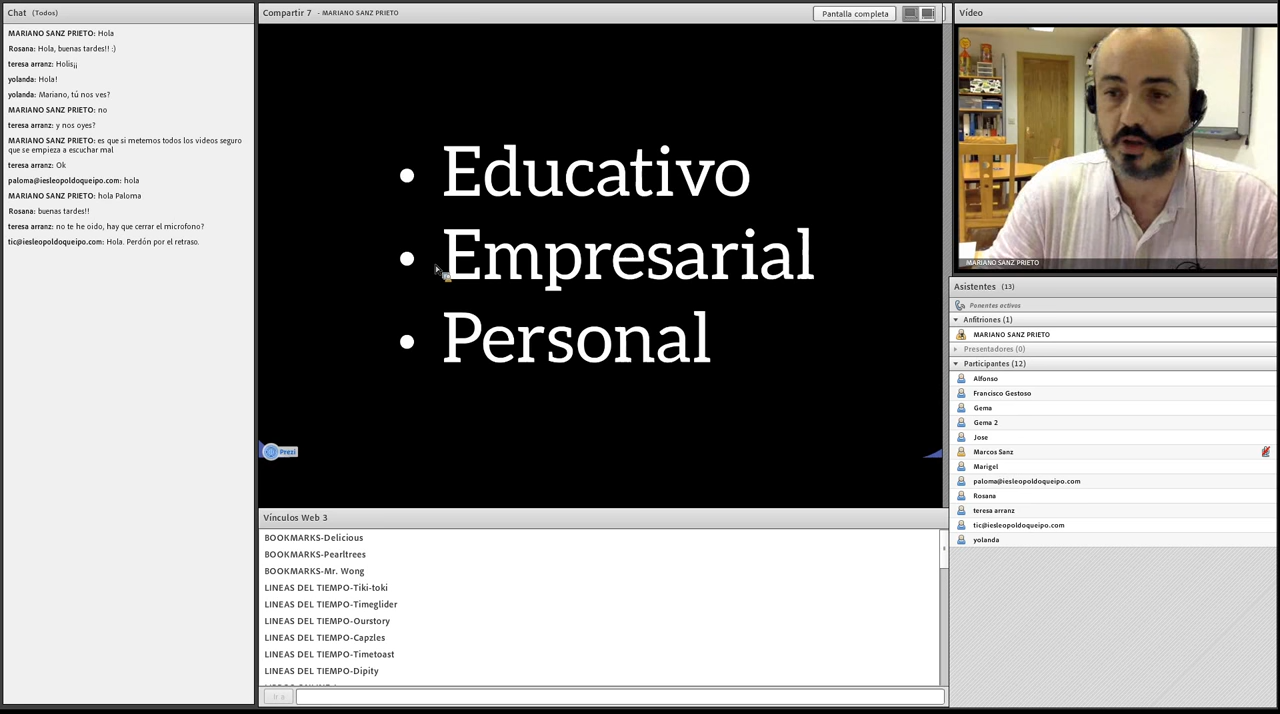 Chat (Todos)
MARIANO SANZ PRIETO: Hola
Rosana: Hola, buenas tardes!! :)
teresa arranz: Holis¡¡
yolanda: Hola!
yolanda: Mariano, tú nos ves?
MARIANO SANZ PRIETO: no
teresa arranz: y nos oyes?
MARIANO SANZ PRIETO: es que si metemos todos los videos seguro
que se empieza a escuchar mal
teresa arranz: Ok
paloma@iesleopoldoqueipo.com: hola
MARIANO SANZ PRIETO: hola Paloma
Rosana: buenas tardes!!
teresa arranz: no te he oido, hay que cerrar el microfono?
tic@iesleopoldoqueipo.com: Hola. Perdón por el retraso.
Compartir 7 - MARIANO SANZ PRIETO
Pantalla completa
• Educativo
• Empresarial
• Personal
Prezi
Vínculos Web 3
BOOKMARKS-Delicious
BOOKMARKS-Pearltrees
BOOKMARKS-Mr. Wong
LINEAS DEL TIEMPO-Tiki-toki
LINEAS DEL TIEMPO-Timeglider
LINEAS DEL TIEMPO-Ourstory
LINEAS DEL TIEMPO-Capzles
LINEAS DEL TIEMPO-Timetoast
LINEAS DEL TIEMPO-Dipity
Ir a
Vídeo
MARIANO SANZ PRIETO
Asistentes (13)
Ponentes activos
Anfitriones (1)
MARIANO SANZ PRIETO
Presentadores (0)
Participantes (12)
Alfonso
Francisco Gestoso
Gema
Gema 2
Jose
Marcos Sanz
Marigel
paloma@iesleopoldoqueipo.com
Rosana
teresa arranz
tic@iesleopoldoqueipo.com
yolanda